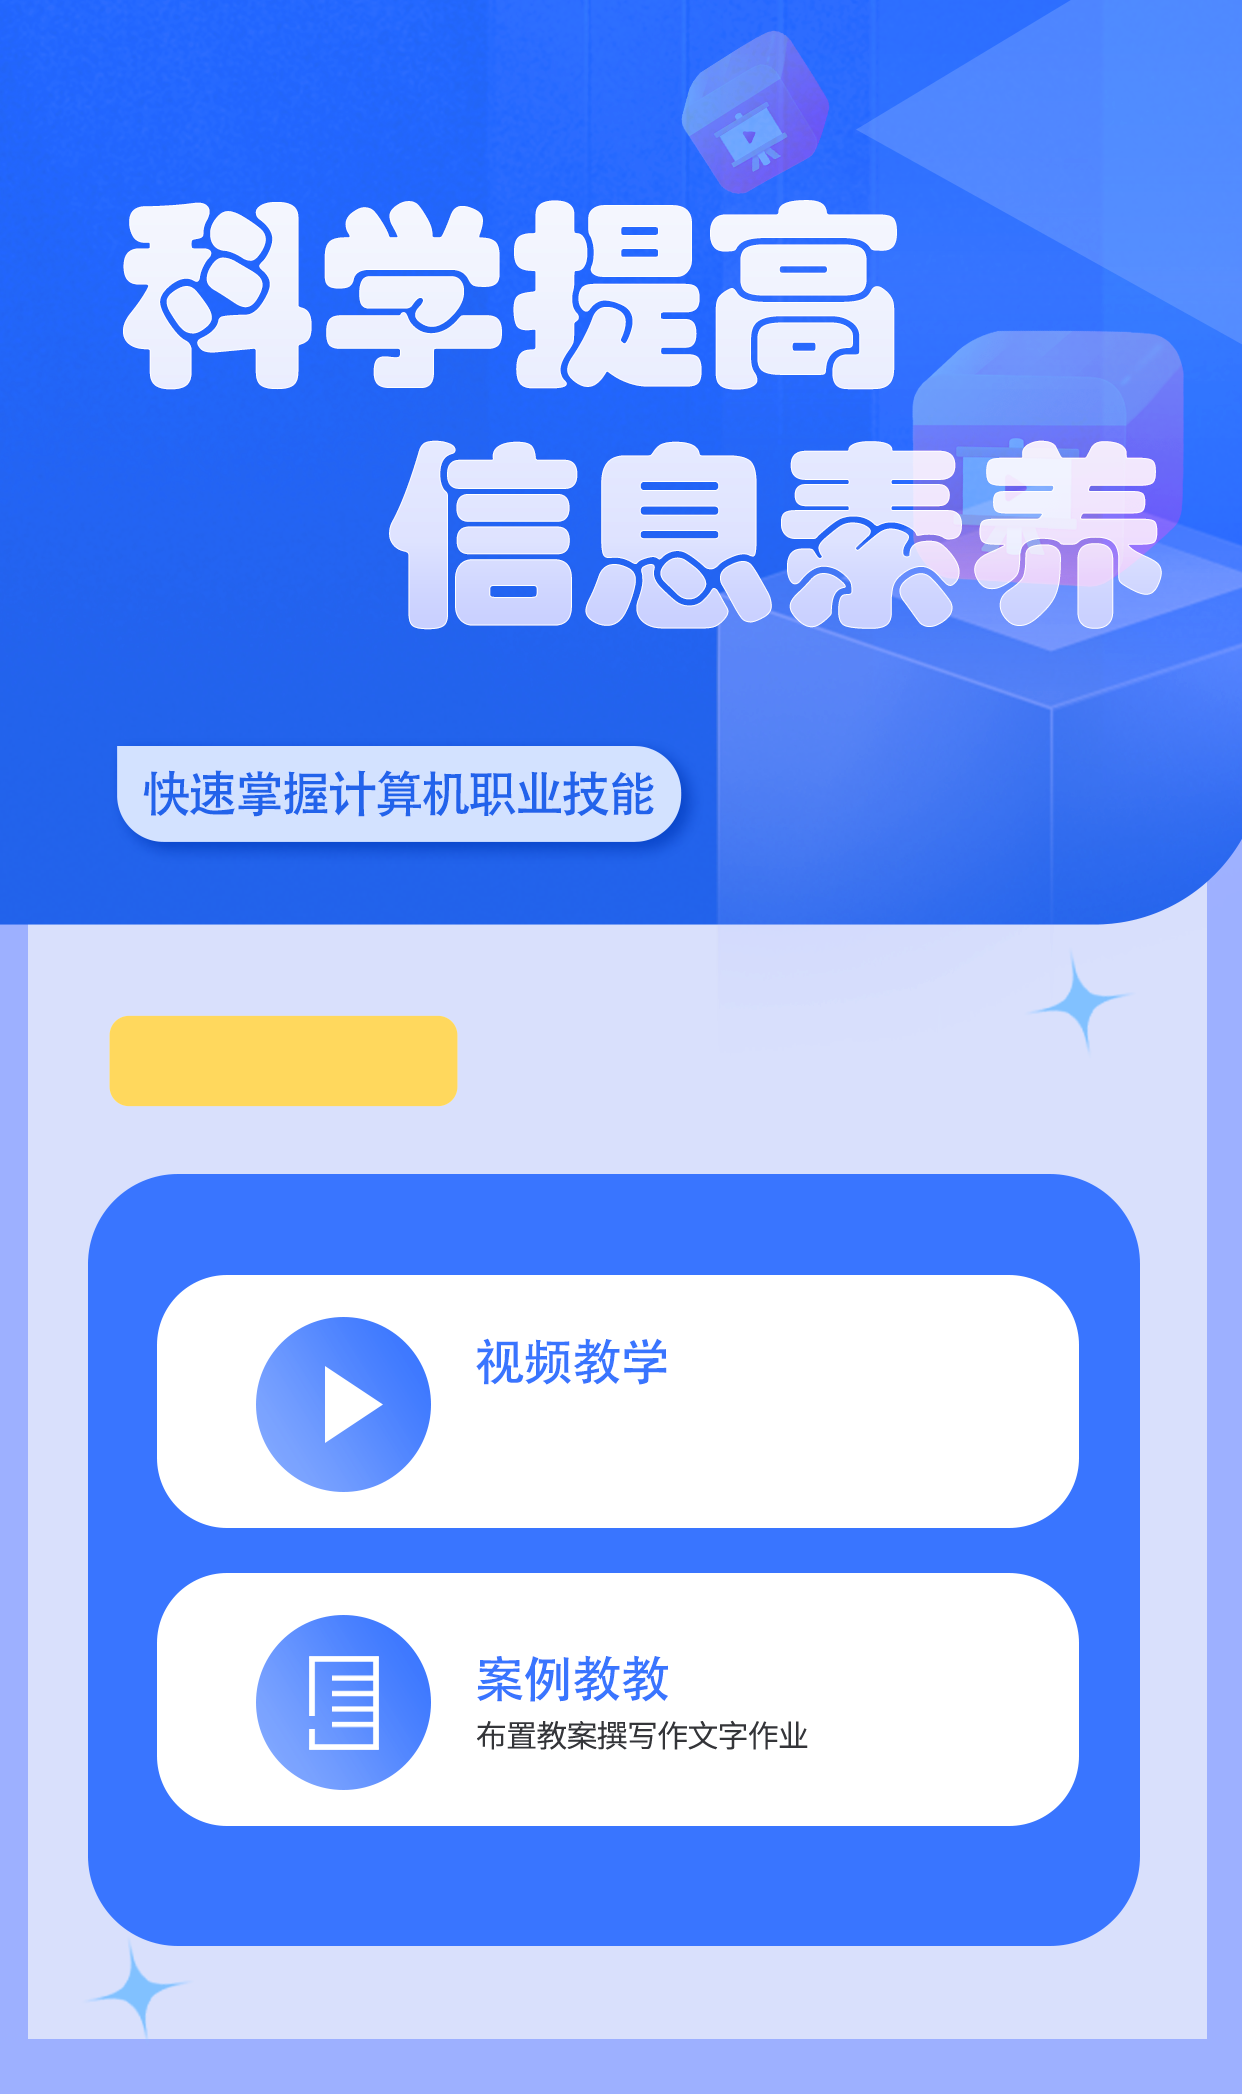 科学提高
信息素养
快速掌握计算机职业技能
视频教学
案例教教
布置教案撰写作文字作业